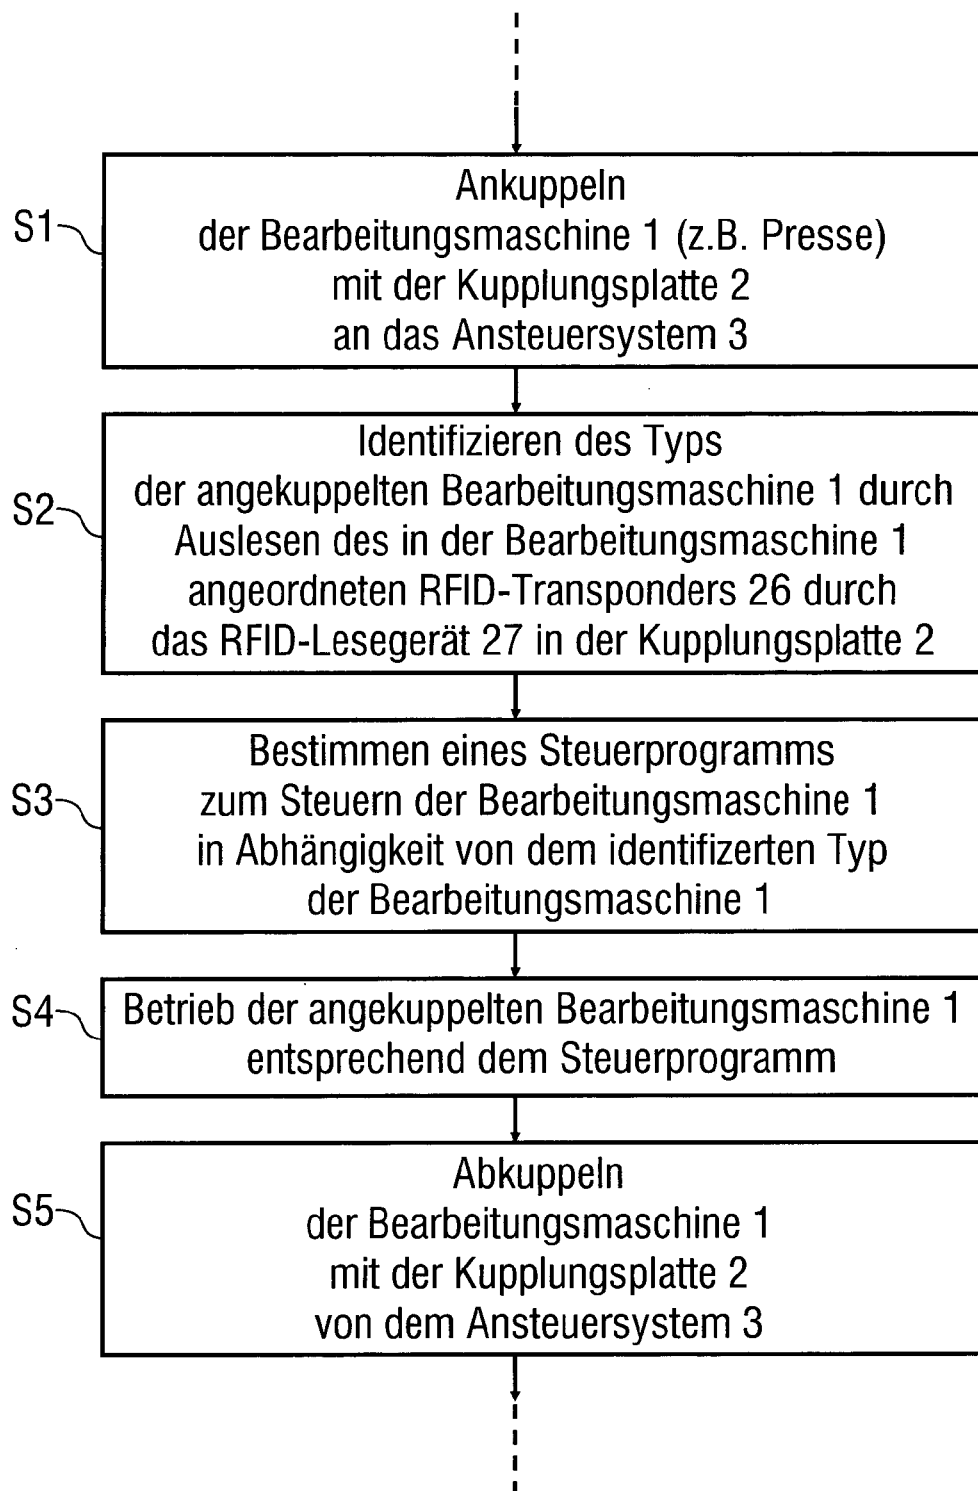 S1
Ankuppeln
der Bearbeitungsmaschine 1 (z.B. Presse)
mit der Kupplungsplatte 2
an das Ansteuersystem 3
S2
Identifizieren des Typs
der angekuppelten Bearbeitungsmaschine 1 durch
Auslesen des in der Bearbeitungsmaschine 1
angeordneten RFID-Transponders 26 durch
das RFID-Lesegerät 27 in der Kupplungsplatte 2
S3
Bestimmen eines Steuerprogramms
zum Steuern der Bearbeitungsmaschine 1
in Abhängigkeit von dem identifizerten Typ
der Bearbeitungsmaschine 1
S4
Betrieb der angekuppelten Bearbeitungsmaschine 1
entsprechend dem Steuerprogramm
S5
Abkuppeln
der Bearbeitungsmaschine 1
mit der Kupplungsplatte 2
von dem Ansteuersystem 3